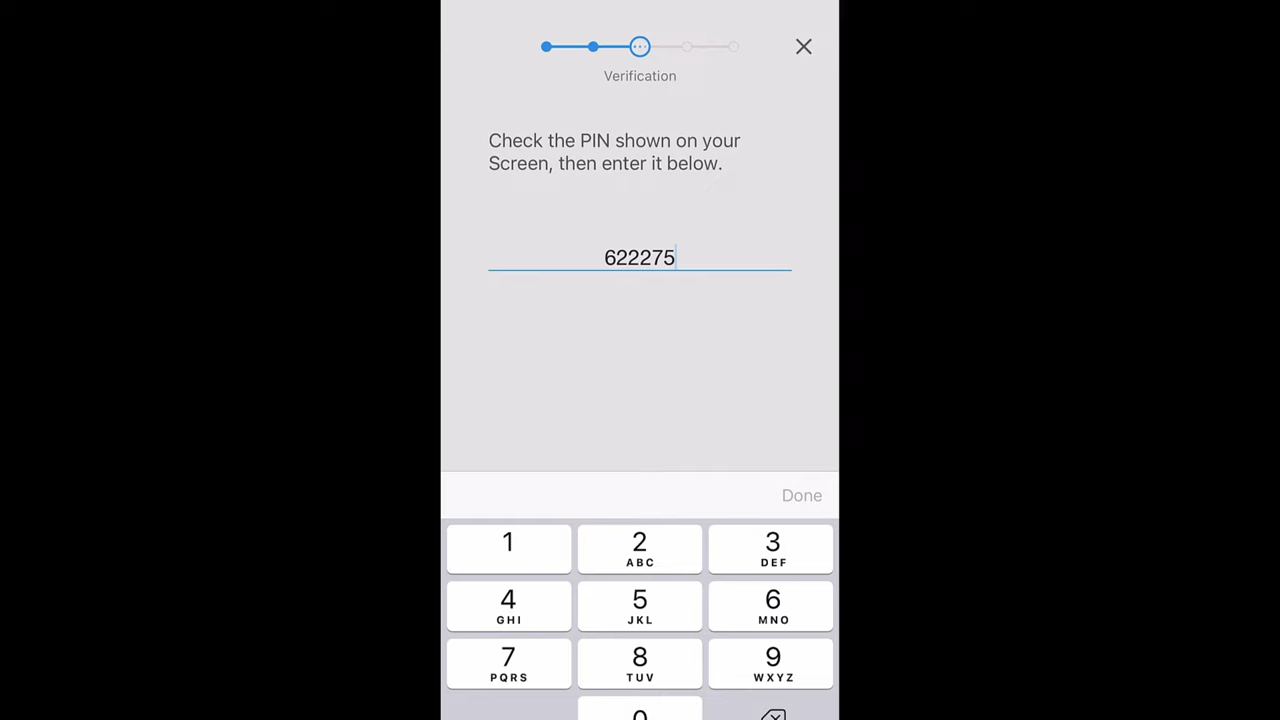 Verification
Check the PIN shown on your
Screen, then enter it below.
622275
Done
1 2 3
ABC DEF
4 5 6
GHI JKL MNO
7 8 9
PQRS TUV WXYZ
0